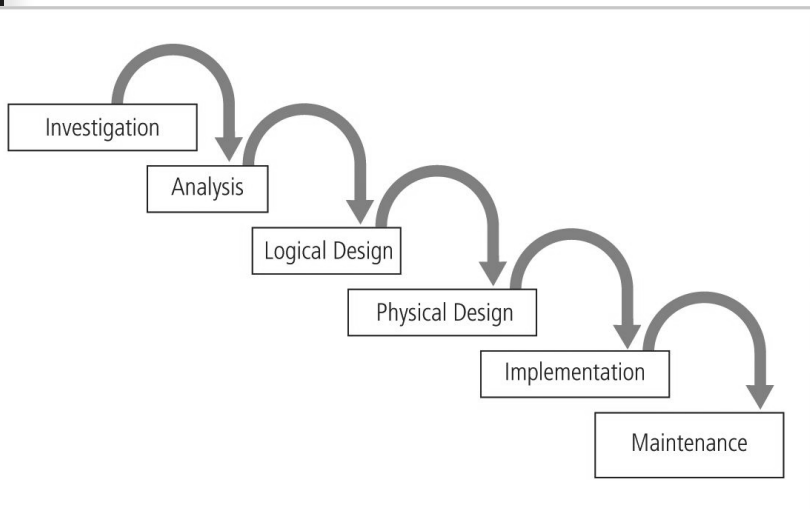 Investigation
Analysis
Logical Design
Physical Design
Implementation
Maintenance